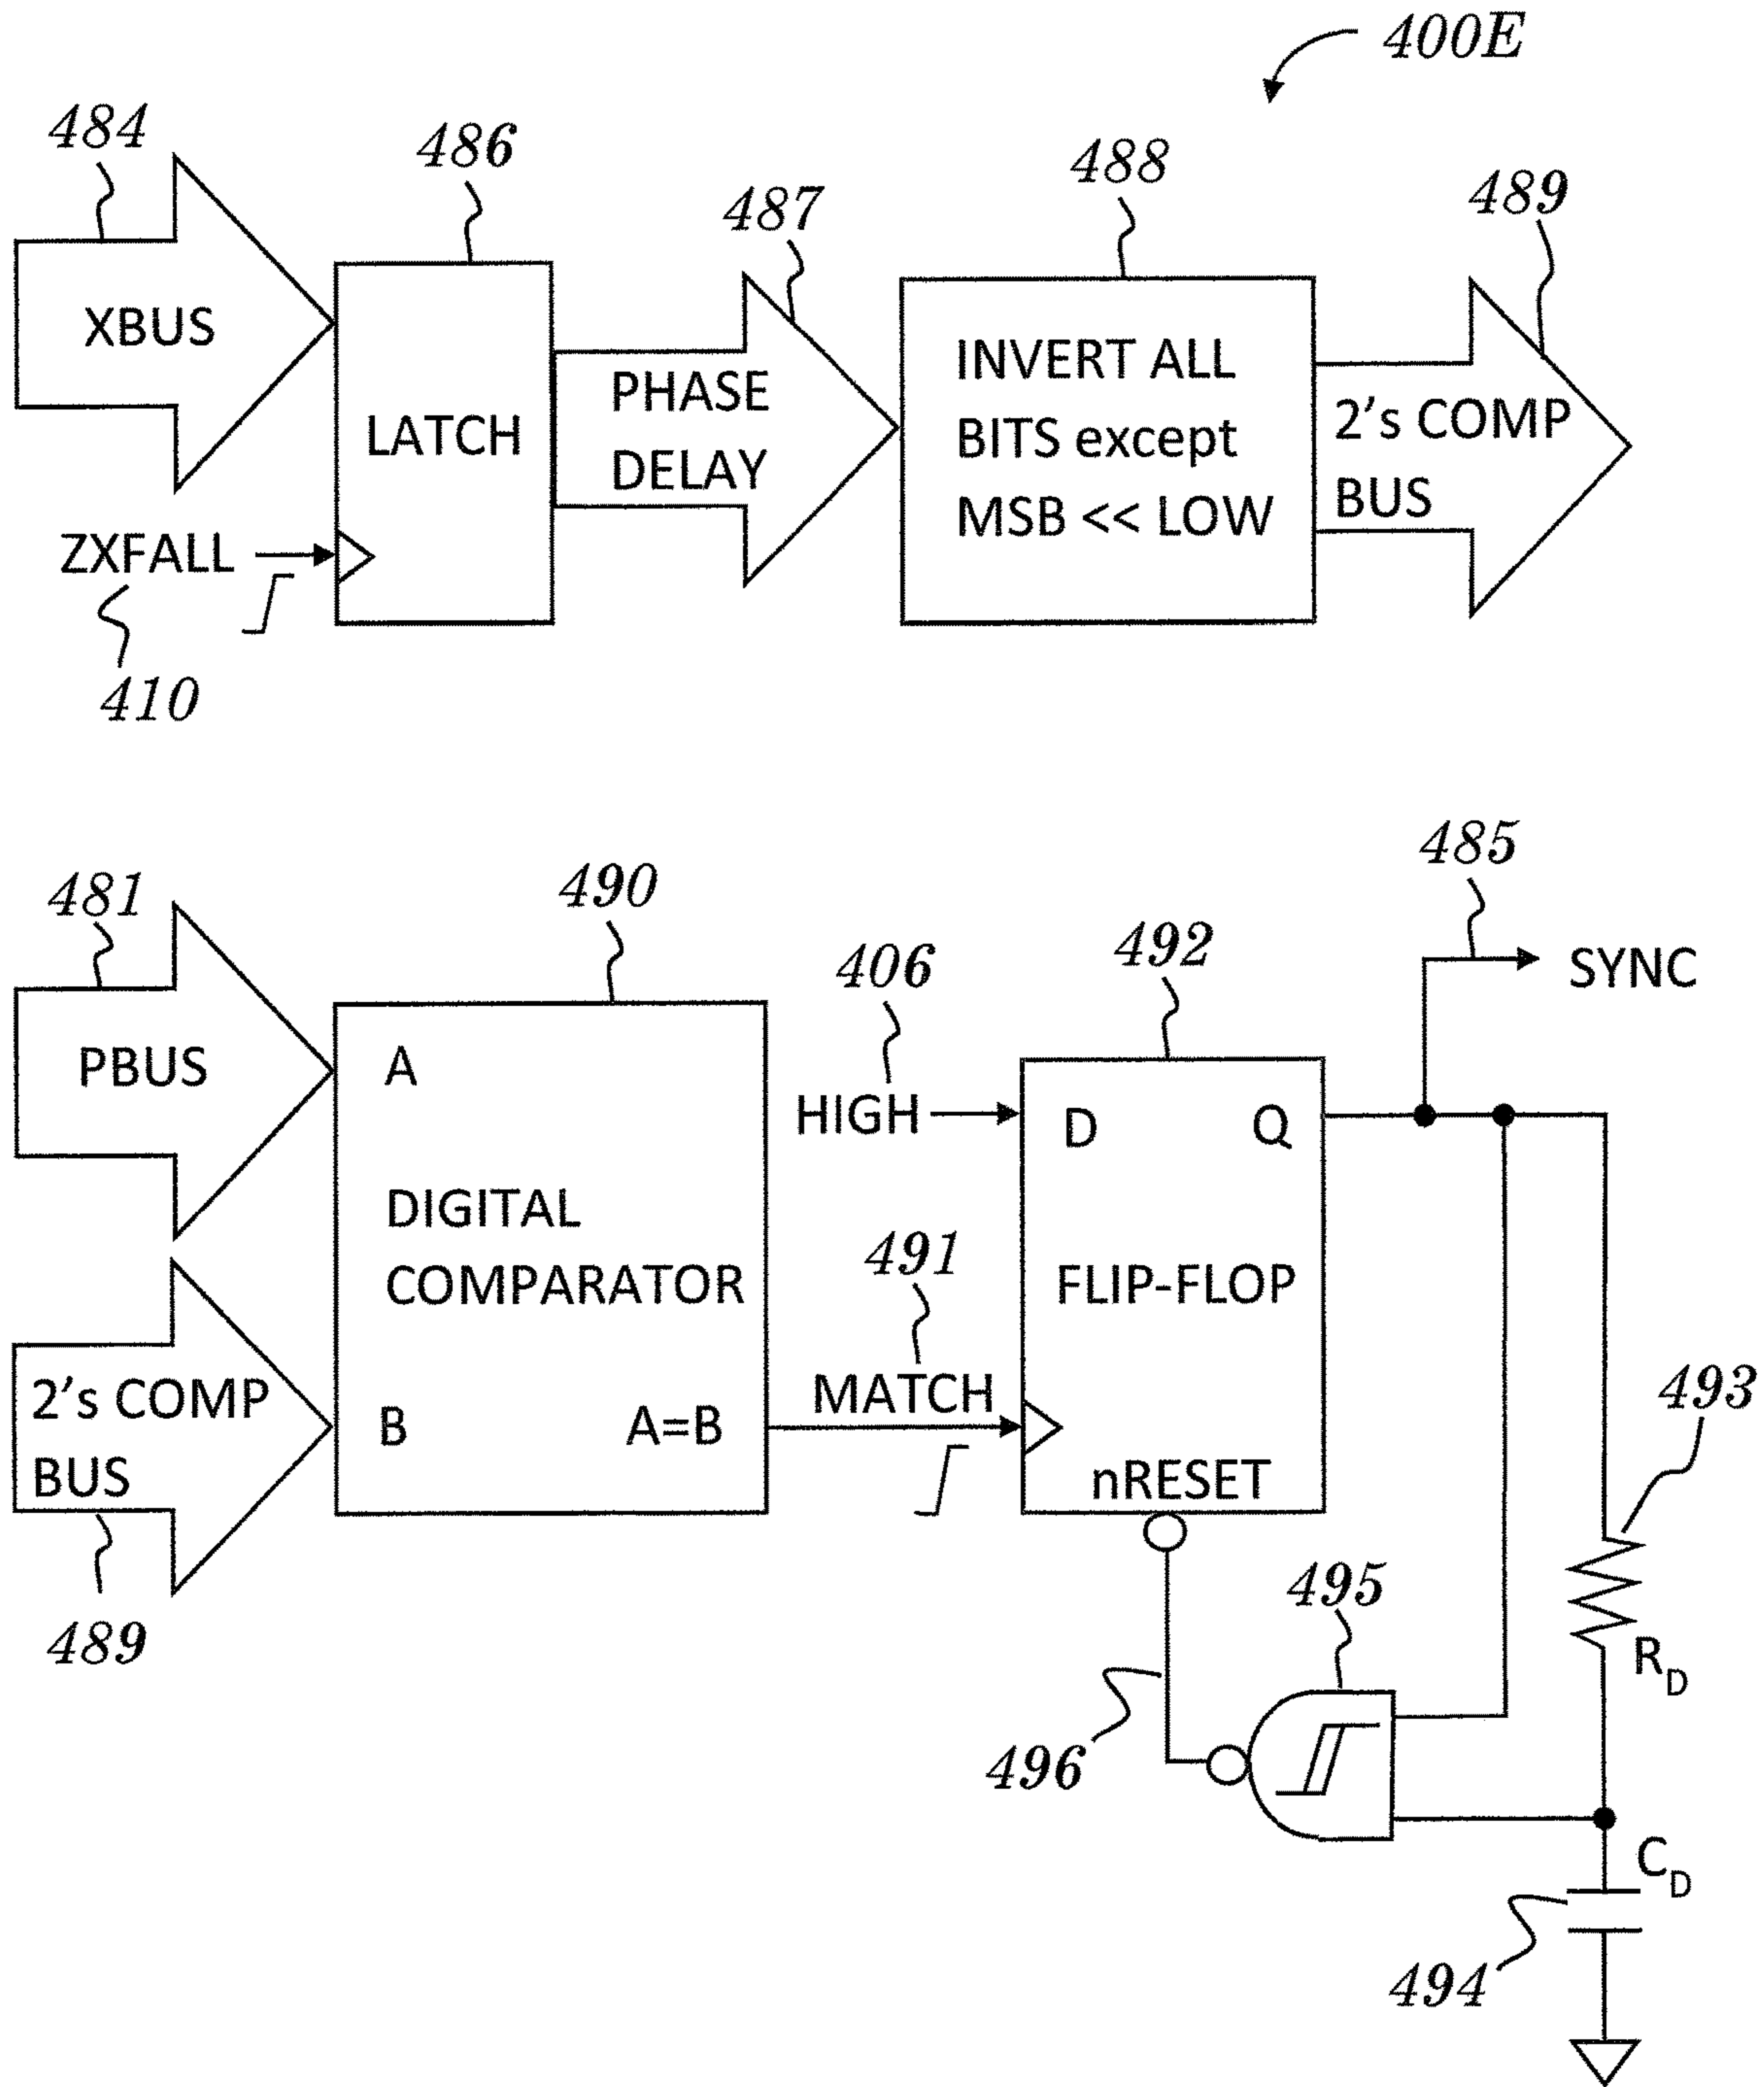 400E
484
486
488
487
489
XBUS
LATCH
PHASE
DELAY
INVERT ALL
BITS except
MSB << LOW
2's COMP
BUS
ZXFALL
410
485
481
490
492
406
SYNC
PBUS
A
HIGH
D
Q
DIGITAL
COMPARATOR
491
FLIP-FLOP
MATCH
493
2's COMP
BUS
B
A=B
nRESET
489
495
RD
496
CD
494